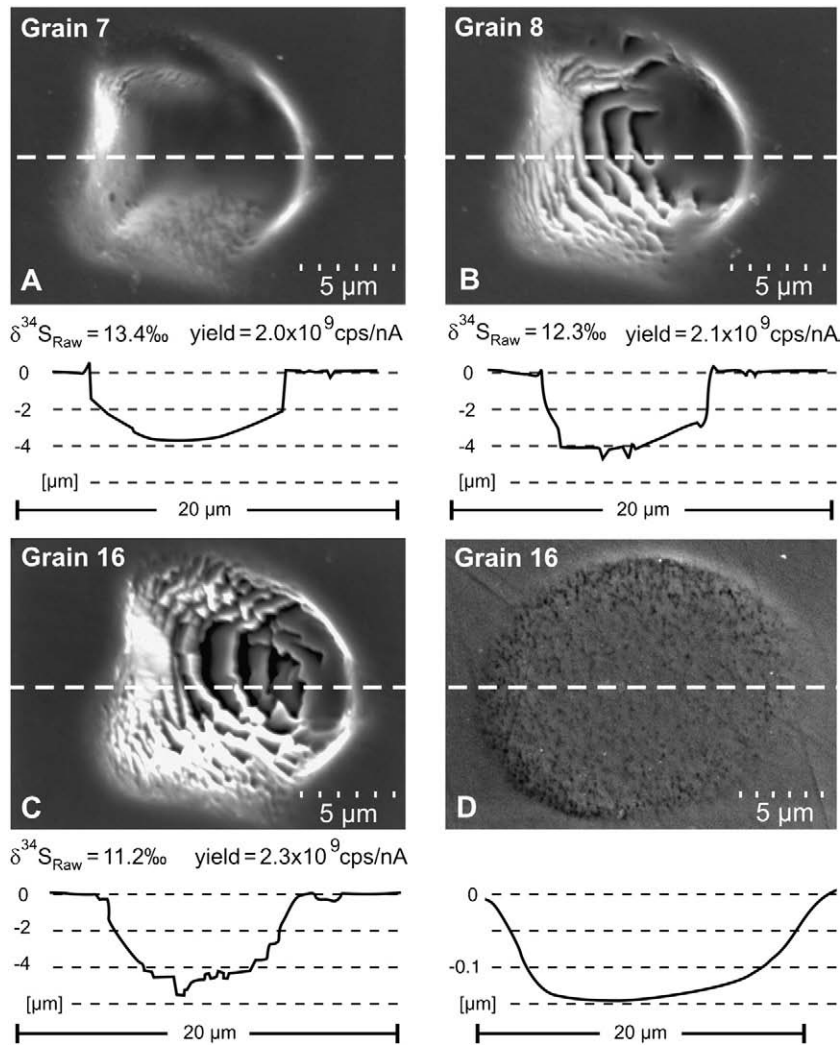 Grain 7
A
5 µm
δ³⁴S_Raw = 13.4‰ yield = 2.0x10⁹cps/nA
0
-2
-4
[µm]
20 µm
Grain 8
B
5 µm
δ³⁴S_Raw = 12.3‰ yield = 2.1x10⁹cps/nA
0
-2
-4
[µm]
20 µm
Grain 16
C
5 µm
δ³⁴S_Raw = 11.2‰ yield = 2.3x10⁹cps/nA
0
-2
-4
[µm]
20 µm
Grain 16
D
5 µm
0
-0.1
[µm]
20 µm